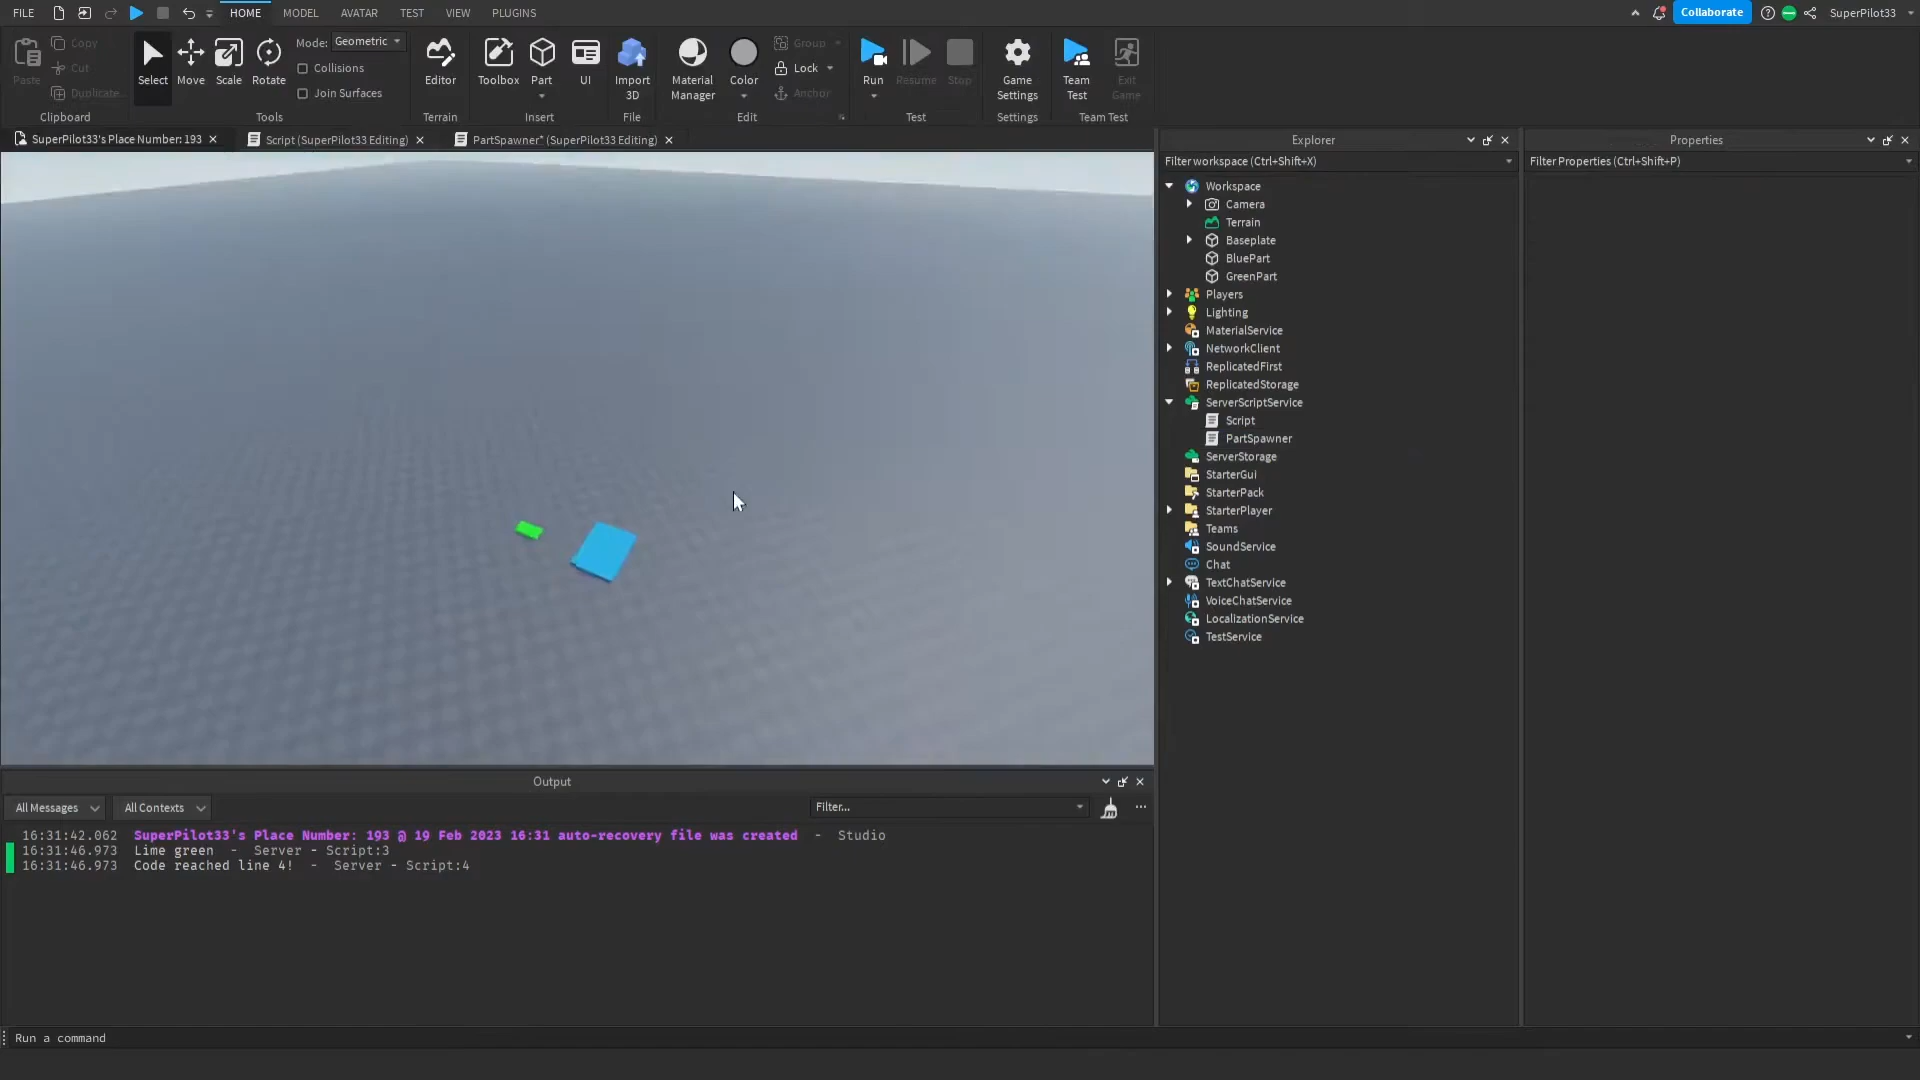 FILE HOME MODEL AVATAR TEST VIEW PLUGINS Collaborate SuperPilot33
Paste Copy Cut Duplicate... Clipboard
Select Move Scale Rotate Mode: Geometric Collisions Join Surfaces Tools
Editor Terrain
Toolbox Part UI Insert
Import 3D File
Material Manager Color Group Lock Anchor Edit
Run Resume Stop Test
Game Settings Settings
Team Test Exit Game Team Test
SuperPilot33's Place Number: 193 Script (SuperPilot33 Editing) PartSpawner* (SuperPilot33 Editing)
Explorer
Filter workspace (Ctrl+Shift+X)
Workspace
Camera
Terrain
Baseplate
BluePart
GreenPart
Players
Lighting
MaterialService
NetworkClient
ReplicatedFirst
ReplicatedStorage
ServerScriptService
Script
PartSpawner
ServerStorage
StarterGui
StarterPack
StarterPlayer
Teams
SoundService
Chat
TextChatService
VoiceChatService
LocalizationService
TestService
Properties
Filter Properties (Ctrl+Shift+P)
Output
All Messages All Contexts Filter...
16:31:42.062 SuperPilot33's Place Number: 193 @ 19 Feb 2023 16:31 auto-recovery file was created - Studio
16:31:46.973 Lime green - Server - Script:3
16:31:46.973 Code reached line 4! - Server - Script:4
Run a command